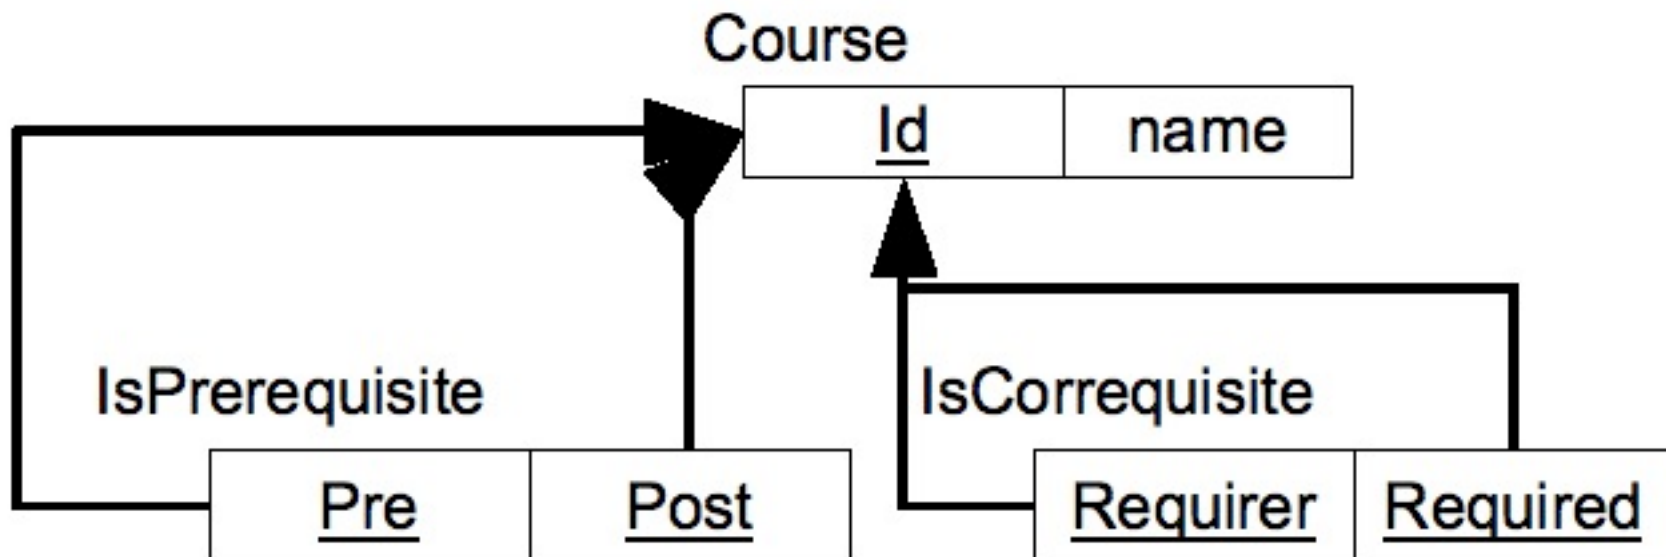 Course
Id name
IsPrerequisite IsCorrequisite
Pre Post Requirer Required